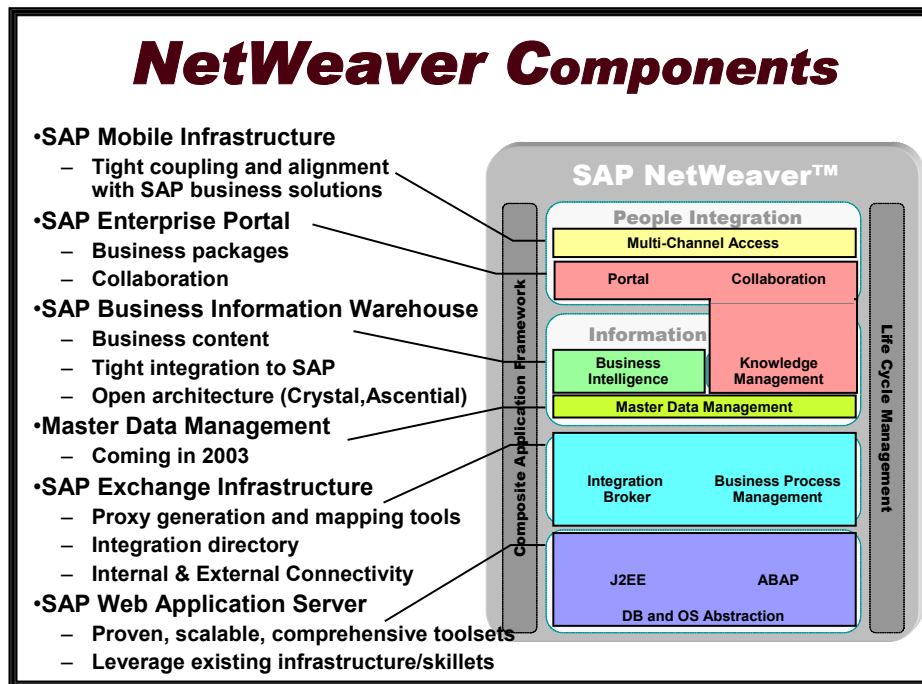 NetWeaver Components
•SAP Mobile Infrastructure
– Tight coupling and alignment
with SAP business solutions
•SAP Enterprise Portal
– Business packages
– Collaboration
•SAP Business Information Warehouse
– Business content
– Tight integration to SAP
– Open architecture (Crystal,Ascential)
•Master Data Management
– Coming in 2003
•SAP Exchange Infrastructure
– Proxy generation and mapping tools
– Integration directory
– Internal & External Connectivity
•SAP Web Application Server
– Proven, scalable, comprehensive toolsets
– Leverage existing infrastructure/skillets
SAP NetWeaver™
Composite Application Framework
People Integration
Multi-Channel Access
Portal
Collaboration
Information
Business
Intelligence
Knowledge
Management
Master Data Management
Integration
Broker
Business Process
Management
J2EE
ABAP
DB and OS Abstraction
Life Cycle Management